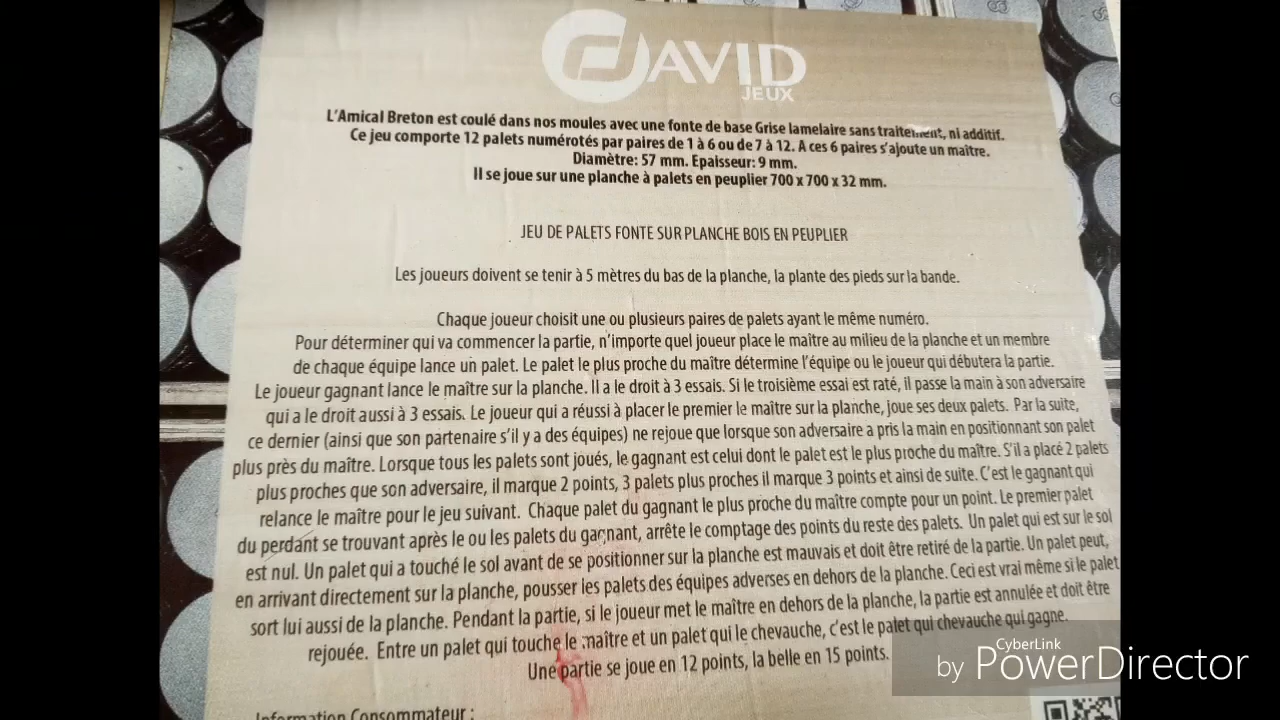 DAVID
JEUX
L'Amical Breton est coulé dans nos moules avec une fonte de base Grise lamelaire sans traitement, ni additif.
Ce jeu comporte 12 palets numérotés par paires de 1 à 6 ou de 7 à 12. A ces 6 paires s'ajoute un maître.
Diamètre: 57 mm. Epaisseur: 9 mm.
Il se joue sur une planche à palets en peuplier 700 x 700 x 32 mm.
JEU DE PALETS FONTE SUR PLANCHE BOIS EN PEUPLIER
Les joueurs doivent se tenir à 5 mètres du bas de la planche, la plante des pieds sur la bande.
Chaque joueur choisit une ou plusieurs paires de palets ayant le même numéro.
Pour déterminer qui va commencer la partie, n'importe quel joueur place le maître au milieu de la planche et un membre
de chaque équipe lance un palet. Le palet le plus proche du maître détermine l'équipe ou le joueur qui débutera la partie.
Le joueur gagnant lance le maître sur la planche. Il a le droit à 3 essais. Si le troisième essai est raté, il passe la main à son adversaire
qui a le droit aussi à 3 essais. Le joueur qui a réussi à placer le premier le maître sur la planche, joue ses deux palets. Par la suite,
ce dernier (ainsi que son partenaire s'il y a des équipes) ne rejoue que lorsque son adversaire a pris la main en positionnant son palet
plus près du maître. Lorsque tous les palets sont joués, le gagnant est celui dont le palet est le plus proche du maître. S'il a placé 2 palets
plus proches que son adversaire, il marque 2 points, 3 palets plus proches il marque 3 points et ainsi de suite. C'est le gagnant qui
relance le maître pour le jeu suivant. Chaque palet du gagnant le plus proche du maître compte pour un point. Le premier palet
du perdant se trouvant après le ou les palets du gagnant, arrête le comptage des points du reste des palets. Un palet qui est sur le sol
est nul. Un palet qui a touché le sol avant de se positionner sur la planche est mauvais et doit être retiré de la partie. Un palet peut,
en arrivant directement sur la planche, pousser les palets des équipes adverses en dehors de la planche. Ceci est vrai même si le palet
sort lui aussi de la planche. Pendant la partie, si le joueur met le maître en dehors de la planche, la partie est annulée et doit être
rejouée. Entre un palet qui touche le maître et un palet qui le chevauche, c'est le palet qui chevauche qui gagne.
Une partie se joue en 12 points, la belle en 15 points.
Information Consommateur :
CyberLink
by PowerDirector